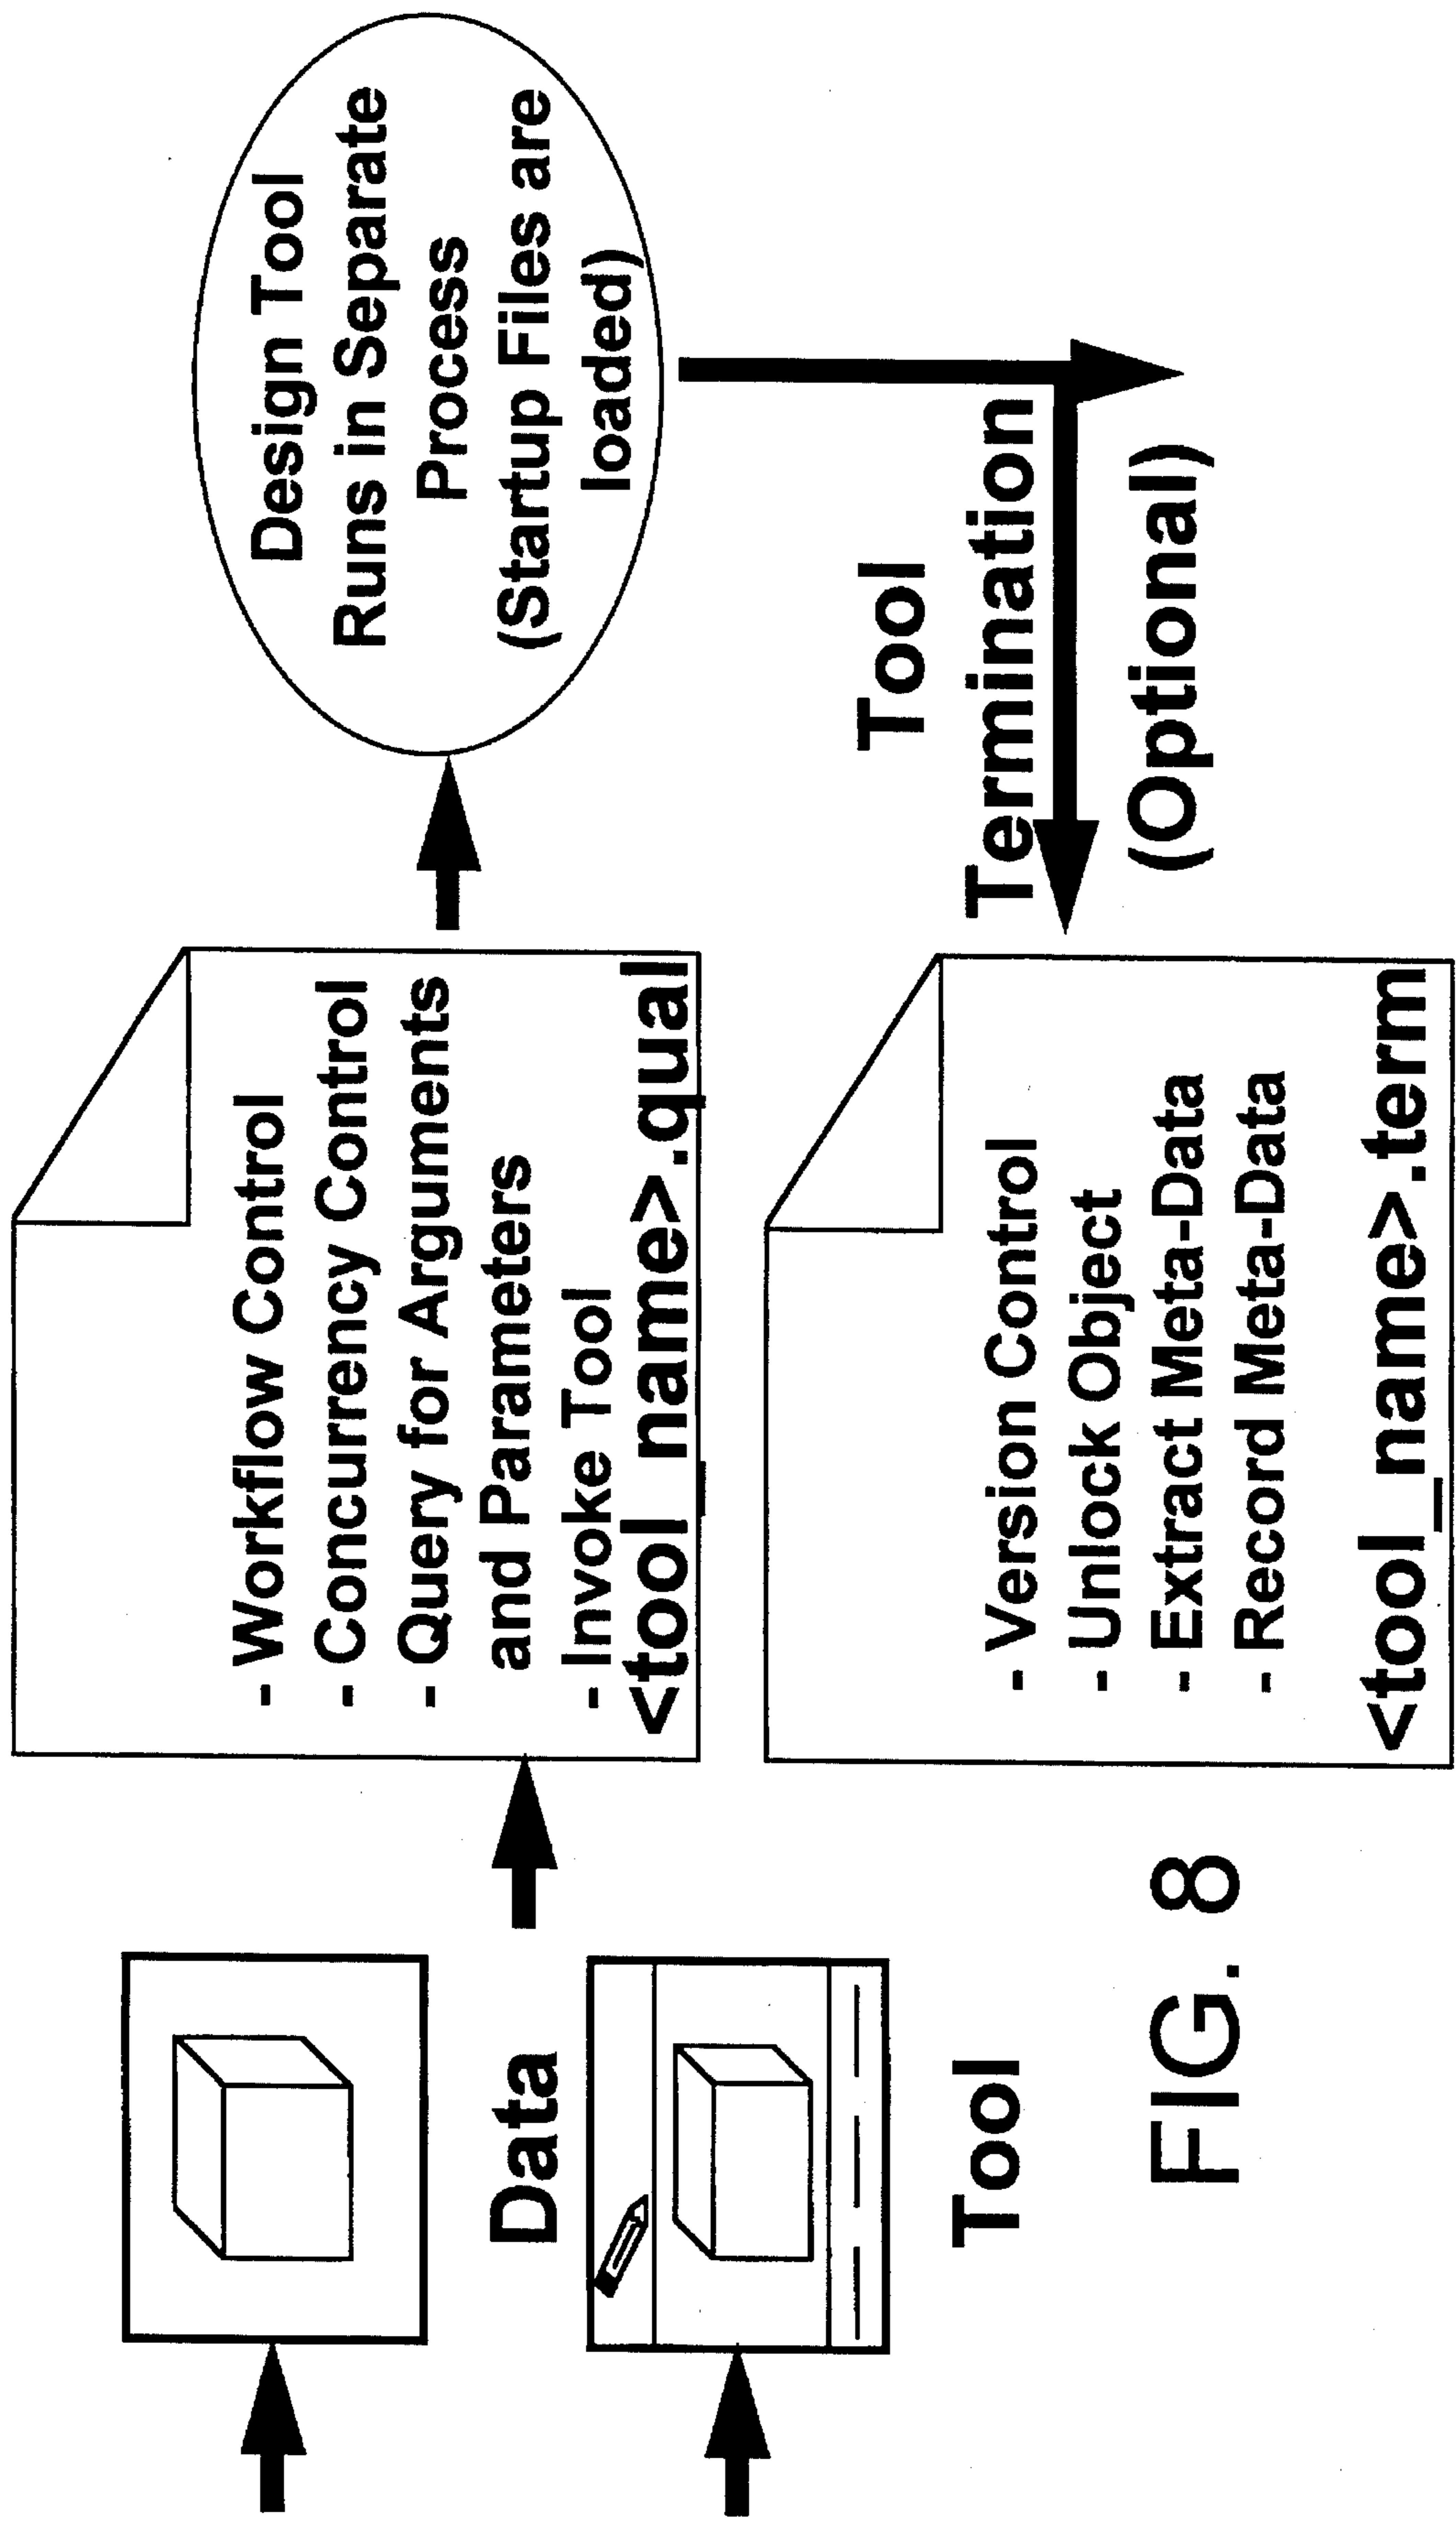 Data
Tool
- Workflow Control
- Concurrency Control
- Query for Arguments
and Parameters
- Invoke Tool
<tool_name>.qual
Design Tool
Runs in Separate
Process
(Startup Files are
loaded)
Tool
Termination
(Optional)
- Version Control
- Unlock Object
- Extract Meta-Data
- Record Meta-Data
<tool_name>.term
FIG. 8